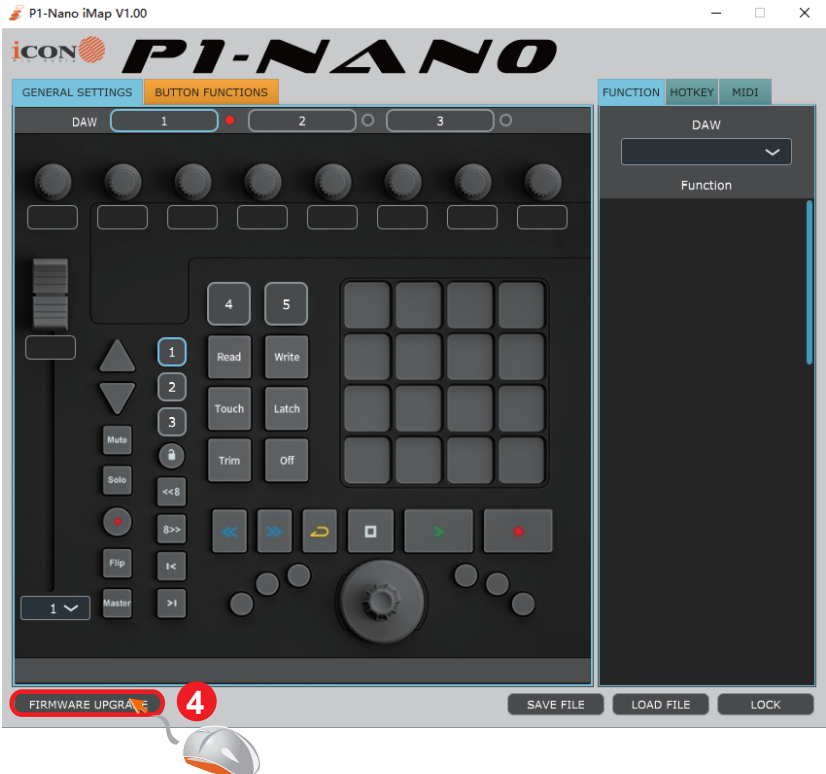 P1-Nano iMap V1.00
iCON
P1-NANO
GENERAL SETTINGS BUTTON FUNCTIONS
FUNCTION HOTKEY MIDI
DAW 1 2 3
DAW
Function
4 5
1
Read Write
2
Touch Latch
3
Mute
Trim Off
Solo
<<8
8>>
Flip
I<
1
Master
>I
FIRMWARE UPGRADE
4
SAVE FILE LOAD FILE LOCK